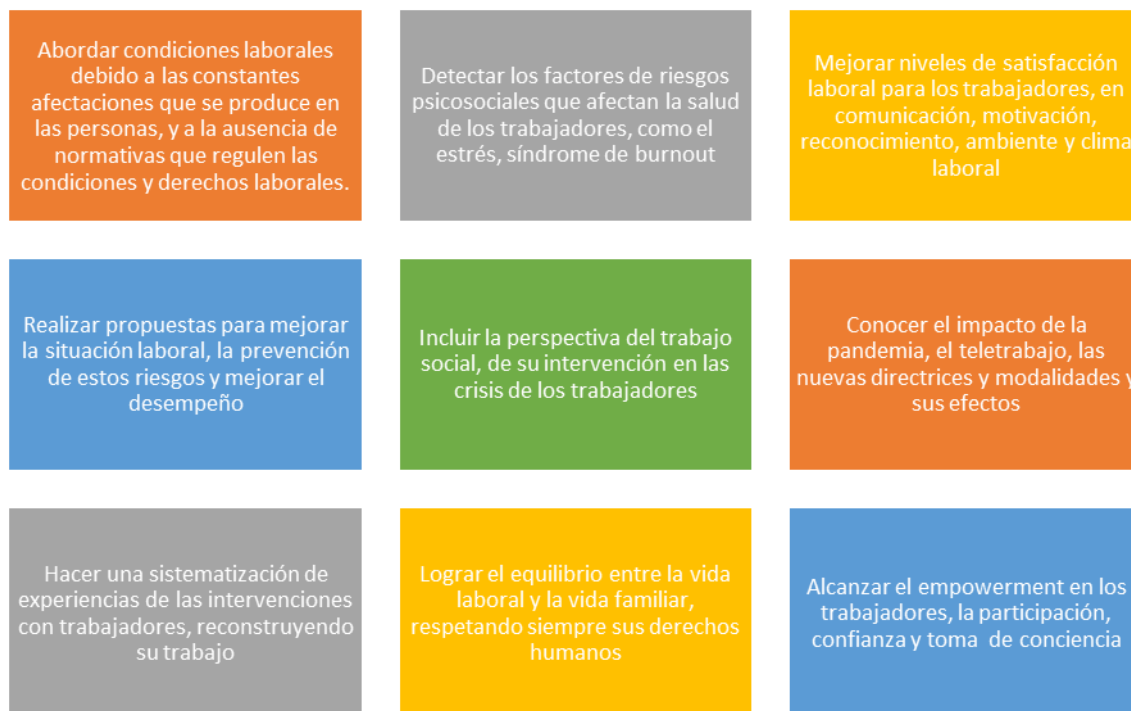 Abordar condiciones laborales
debido a las constantes
afectaciones que se produce en
las personas, y a la ausencia de
normativas que regulen las
condiciones y derechos laborales.
Detectar los factores de riesgos
psicosociales que afectan la salud
de los trabajadores, como el
estrés, síndrome de burnout
Mejorar niveles de satisfacción
laboral para los trabajadores, en
comunicación, motivación,
reconocimiento, ambiente y clima
laboral
Realizar propuestas para mejorar
la situación laboral, la prevención
de estos riesgos y mejorar el
desempeño
Incluir la perspectiva del trabajo
social, de su intervención en las
crisis de los trabajadores
Conocer el impacto de la
pandemia, el teletrabajo, las
nuevas directrices y modalidades y
sus efectos
Hacer una sistematización de
experiencias de las intervenciones
con trabajadores, reconstruyendo
su trabajo
Lograr el equilibrio entre la vida
laboral y la vida familiar,
respetando siempre sus derechos
humanos
Alcanzar el empowerment en los
trabajadores, la participación,
confianza y toma de conciencia